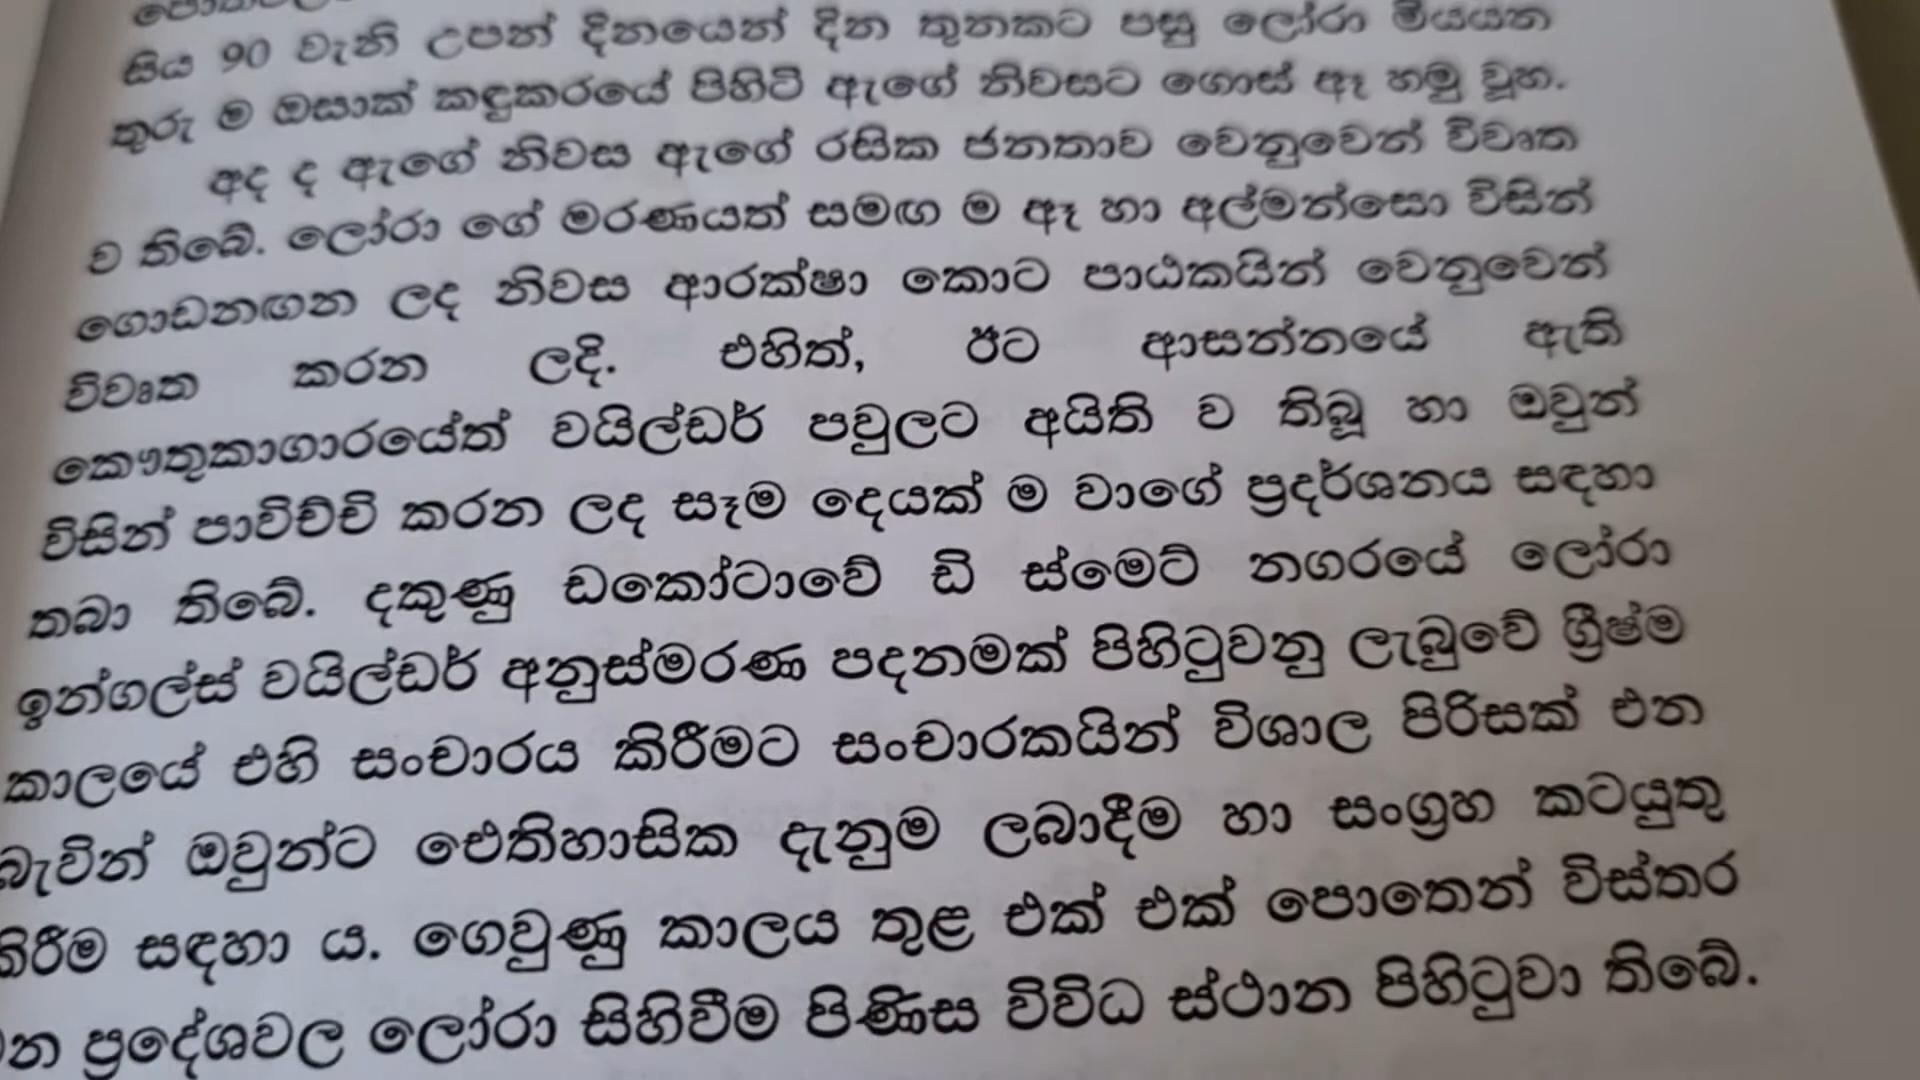 සිය 90 වැනි උපන් දිනයෙන් දින තුනකට පසු ලෝරා මියයන
තුරු ම ඔසාක් කඳුකරයේ පිහිටි ඇගේ නිවසට ගොස් ඈ හමු වූහ.
අද ද ඇගේ නිවස ඇගේ රසික ජනතාව වෙනුවෙන් විවෘත
ව තිබේ. ලෝරා ගේ මරණයත් සමඟ ම ඈ හා අල්මන්සො විසින්
ගොඩනඟන ලද නිවස ආරක්ෂා කොට පාඨකයින් වෙනුවෙන්
විවෘත කරන ලදි. එහිත්, ඊට ආසන්නයේ ඇති
කෞතුකාගාරයේත් වයිල්ඩර් පවුලට අයිති ව තිබූ හා ඔවුන්
විසින් පාවිච්චි කරන ලද සෑම දෙයක් ම වාගේ ප්‍රදර්ශනය සඳහා
තබා තිබේ. දකුණු ඩකෝටාවේ ඩි ස්මෙට් නගරයේ ලෝරා
ඉන්ගල්ස් වයිල්ඩර් අනුස්මරණ පදනමක් පිහිටුවනු ලැබුවේ ග්‍රීෂ්ම
කාලයේ එහි සංචාරය කිරීමට සංචාරකයින් විශාල පිරිසක් එන
බැවින් ඔවුන්ට ඓතිහාසික දැනුම ලබාදීම හා සංග්‍රහ කටයුතු
කිරීම සඳහා ය. ගෙවුණු කාලය තුළ එක් එක් පොතෙන් විස්තර
ප්‍රදේශවල ලෝරා සිහිවීම පිණිස විවිධ ස්ථාන පිහිටුවා තිබේ.